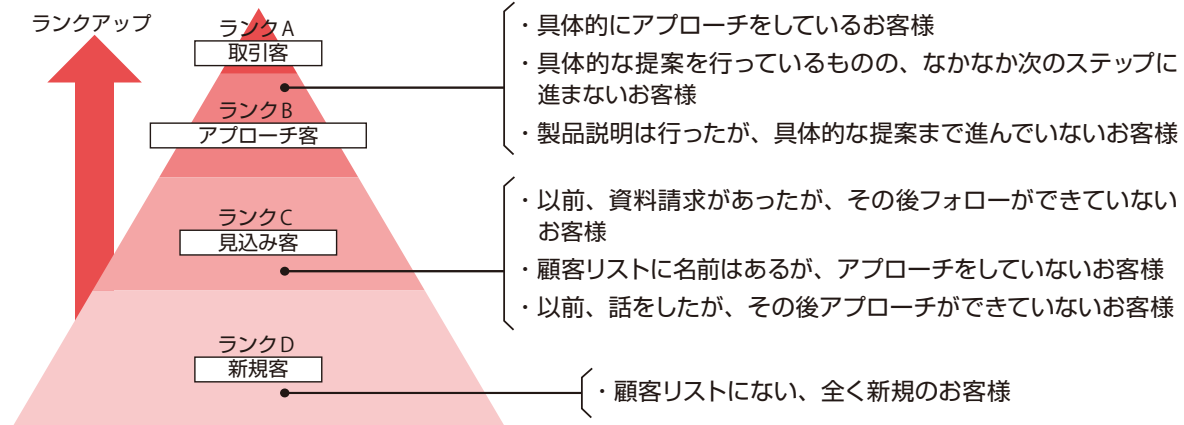 ランクアップ
ランクA
取引客
・具体的にアプローチをしているお客様
・具体的な提案を行っているものの、なかなか次のステップに
進まないお客様
・製品説明は行ったが、具体的な提案まで進んでいないお客様
ランクB
アプローチ客
ランクC
見込み客
・以前、資料請求があったが、その後フォローができていない
お客様
・顧客リストに名前はあるが、アプローチをしていないお客様
・以前、話をしたが、その後アプローチができていないお客様
ランクD
新規客
・顧客リストにない、全く新規のお客様